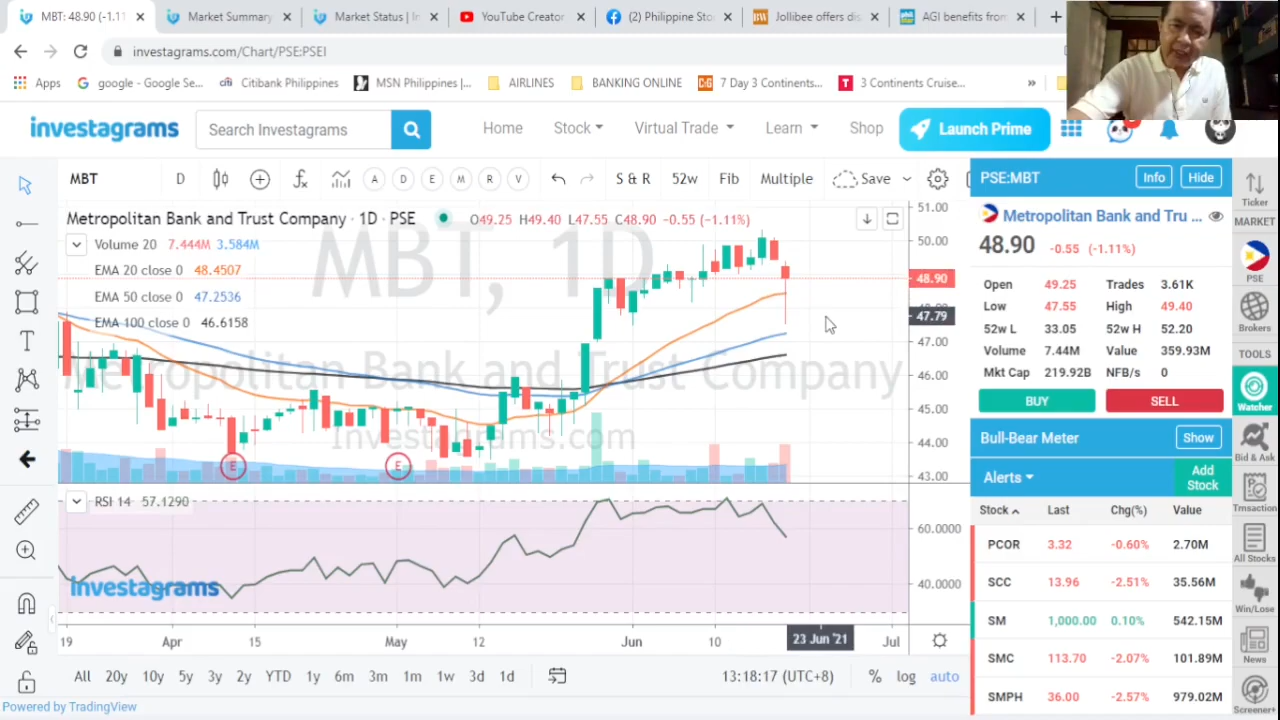 MBT: 48.90 (-1.11
Market Summary
Market Status | In
YouTube Creator
(2) Philippine Sto
Jollibee offers dis
AGI benefits from
investagrams.com/Chart/PSE:PSEI
Apps
google - Google Se...
Citibank Philippines
MSN Philippines |...
AIRLINES
BANKING ONLINE
7 Day 3 Continents...
3 Continents Cruise...
»
investagrams
Search Investagrams
Home
Stock
Virtual Trade
Learn
Shop
Launch Prime
MBT
D
A
D
E
M
R
V
S & R
52w
Fib
Multiple
Save
Metropolitan Bank and Trust Company · 1D · PSE
O49.25 H49.40 L47.55 C48.90 -0.55 (-1.11%)
Volume 20 7.444M 3.584M
EMA 20 close 0 48.4507
EMA 50 close 0 47.2536
EMA 100 close 0 46.6158
MBT, 1D
Metropolitan Bank and Trust Company
Investagrams.com
E
E
51.00
50.00
48.90
48.00
47.79
47.00
46.00
45.00
44.00
43.00
RSI 14 57.1290
investagrams
60.0000
40.0000
19
Apr
15
May
12
Jun
10
23 Jun '21
Jul
All
20y
10y
5y
3y
2y
YTD
1y
6m
3m
1m
1w
3d
1d
13:18:17 (UTC+8)
%
log
auto
Powered by TradingView
PSE:MBT
Info
Hide
Metropolitan Bank and Tru ...
48.90 -0.55 (-1.11%)
Open 49.25 Trades 3.61K
Low 47.55 High 49.40
52w L 33.05 52w H 52.20
Volume 7.44M Value 359.93M
Mkt Cap 219.92B NFB/s 0
BUY
SELL
Bull-Bear Meter
Show
Alerts
Add Stock
Stock Last Chg(%) Value
PCOR 3.32 -0.60% 2.70M
SCC 13.96 -2.51% 35.56M
SM 1,000.00 0.10% 542.15M
SMC 113.70 -2.07% 101.89M
SMPH 36.00 -2.57% 979.02M
Ticker
MARKET
PSE
Brokers
TOOLS
Watcher
Bid & Ask
Trnsaction
All Stocks
Win/Lose
News
Screener+